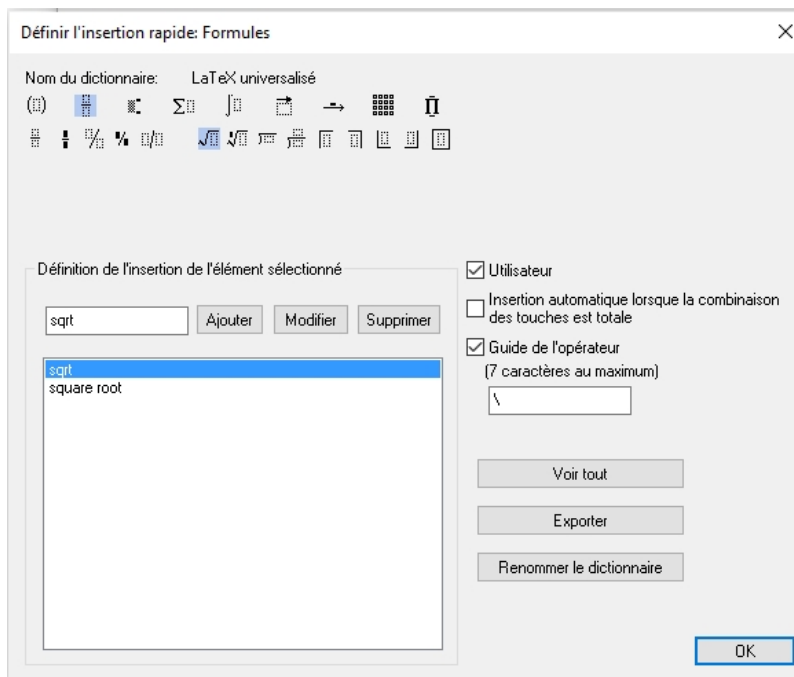 Définir l'insertion rapide: Formules
Nom du dictionnaire: LaTeX universalisé
Définition de l'insertion de l'élément sélectionné
sqrt
Ajouter
Modifier
Supprimer
sqrt
square root
Utilisateur
Insertion automatique lorsque la combinaison
des touches est totale
Guide de l'opérateur
(7 caractères au maximum)
\
Voir tout
Exporter
Renommer le dictionnaire
OK